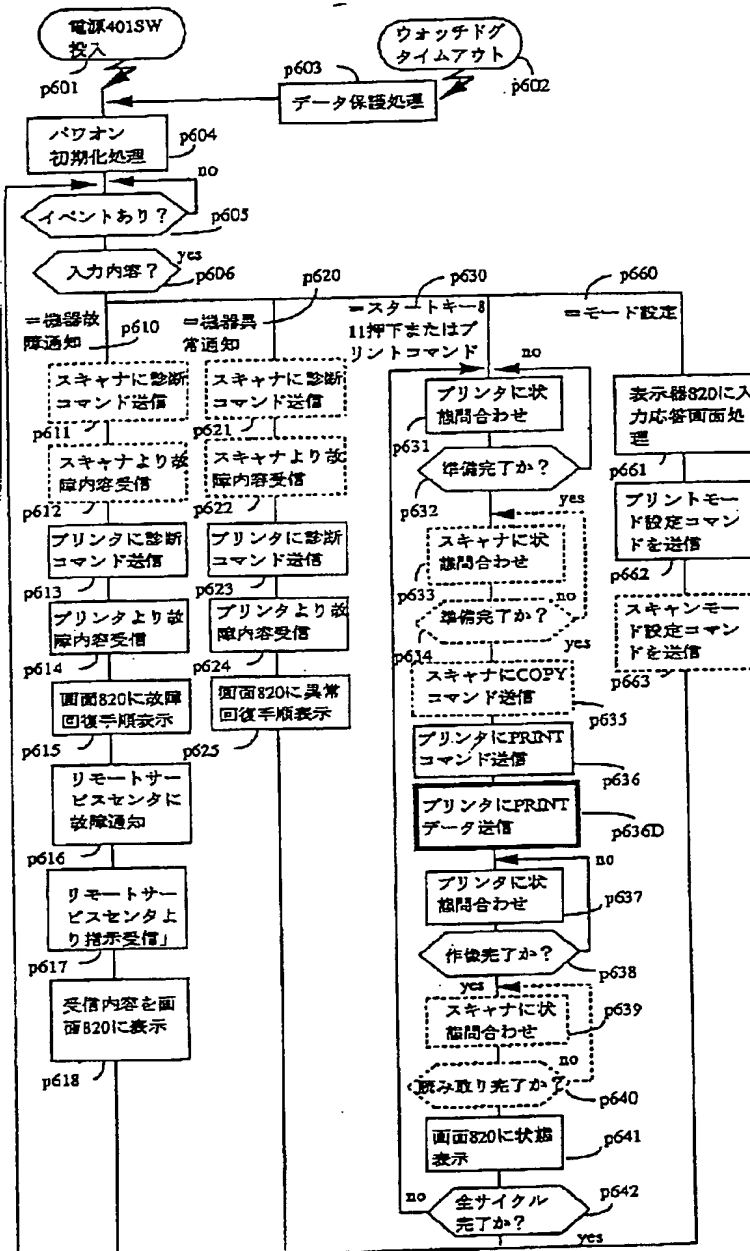 電源401SW
投入
p601
ウォッチドグ
タイムアウト
p602
p603
データ保護処理
パワオン
初期化処理
p604
no
イベントあり？
p605
yes
入力内容？
p606
＝機器故
障通知
p610
スキャナに診断
コマンド送信
p611
スキャナより故
障内容受信
p612
プリンタに診断
コマンド送信
p613
プリンタより故
障内容受信
p614
画面820に故障
回復手順表示
p615
リモートサー
ビスセンタに
故障通知
p616
リモートサー
ビスセンタよ
り指示受信」
p617
受信内容を画
面820に表示
p618
p620
＝機器異
常通知
スキャナに診断
コマンド送信
p621
スキャナより故
障内容受信
p622
プリンタに診断
コマンド送信
p623
プリンタより故
障内容受信
p624
画面820に異常
回復手順表示
p625
p630
＝スタートキー8
11押下またはプ
リントコマンド
no
プリンタに状
態問合わせ
p631
準備完了か？
p632
yes
スキャナに状
態問合わせ
p633
no
準備完了か？
p634
yes
スキャナにCOPY
コマンド送信
p635
プリンタにPRINT
コマンド送信
p636
プリンタにPRINT
データ送信
p636D
no
プリンタに状
態問合わせ
p637
作像完了か？
p638
yes
スキャナに状
態問合わせ
p639
no
読み取り完了か？
p640
画面820に状態
表示
p641
no
全サイクル
完了か？
p642
yes
p660
＝モード設定
表示器820に入
力応答画面処
理
p661
プリントモー
ド設定コマン
ドを送信
p662
スキャンモー
ド設定コマン
ドを送信
p663